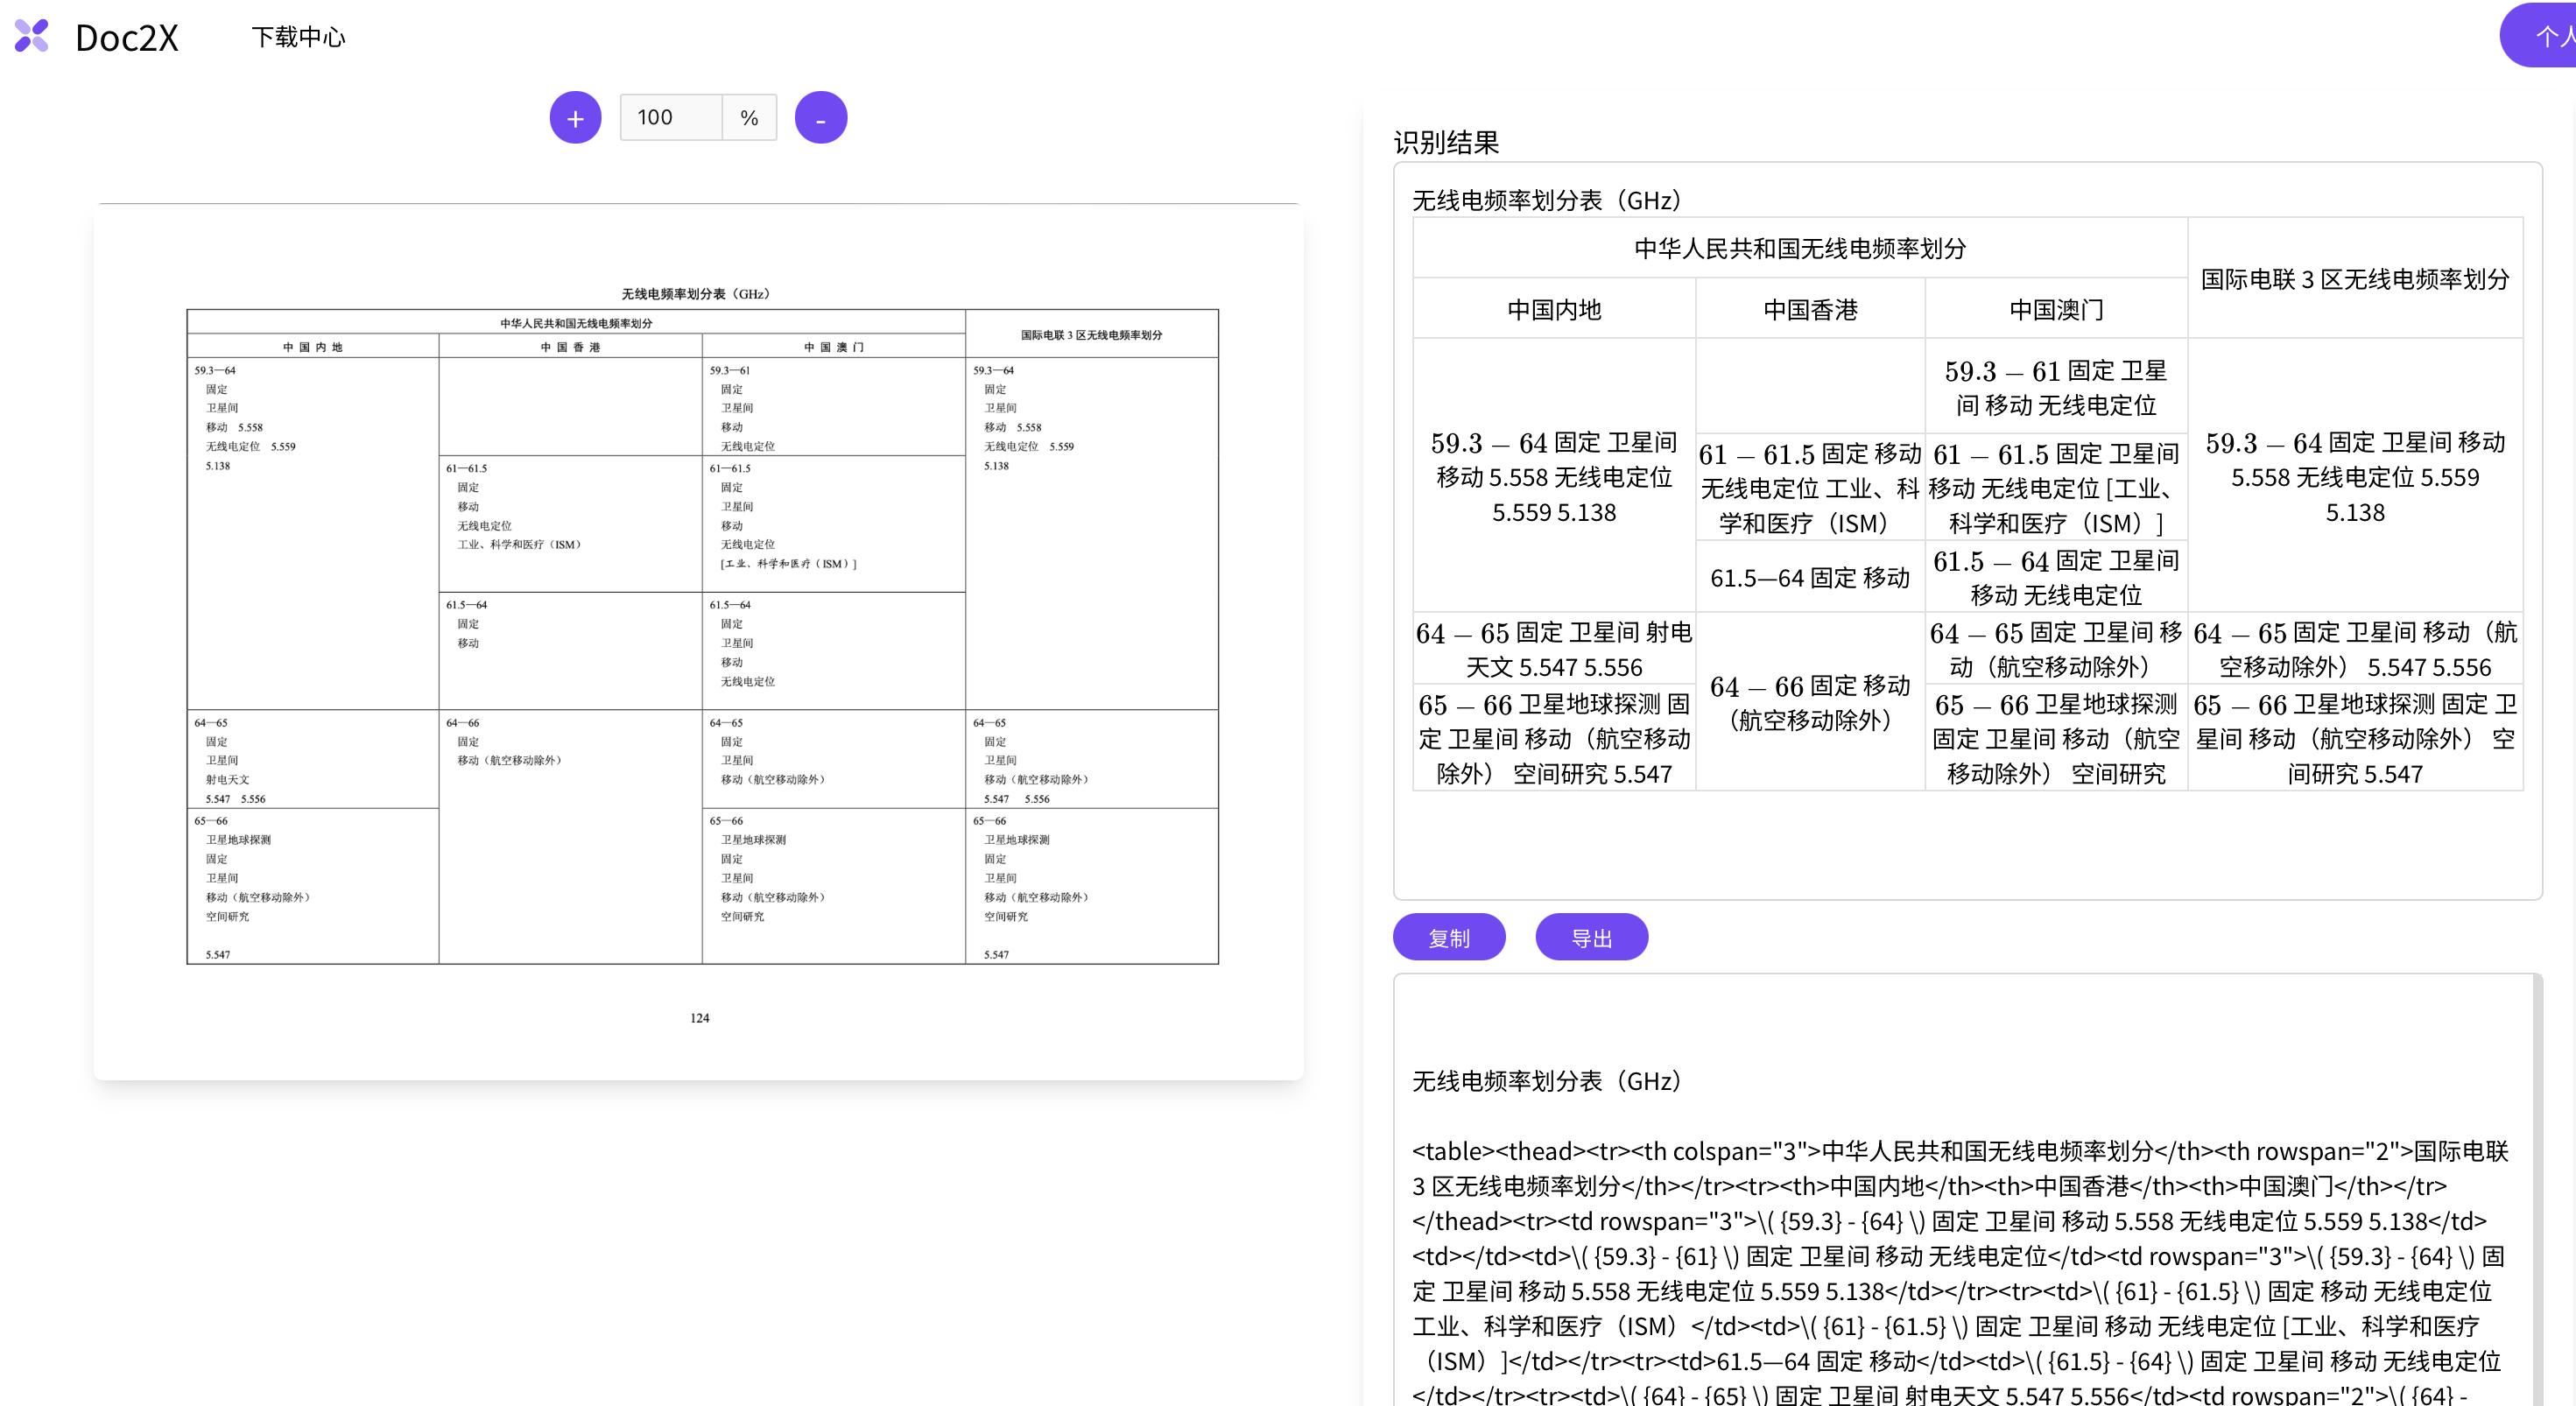 Doc2X
下载中心
个人
+
100
%
-
无线电频率划分表（GHz）
中华人民共和国无线电频率划分
国际电联 3 区无线电频率划分
中 国 内 地
中 国 香 港
中 国 澳 门
59.3—64
固定
卫星间
移动 5.558
无线电定位 5.559
5.138
59.3—61
固定
卫星间
移动
无线电定位
59.3—64
固定
卫星间
移动 5.558
无线电定位 5.559
5.138
61—61.5
固定
移动
无线电定位
工业、科学和医疗（ISM）
61—61.5
固定
卫星间
移动
无线电定位
[工业、科学和医疗（ISM）]
61.5—64
固定
移动
61.5—64
固定
卫星间
移动
无线电定位
64—65
固定
卫星间
射电天文
5.547 5.556
64—66
固定
移动（航空移动除外）
64—65
固定
卫星间
移动（航空移动除外）
64—65
固定
卫星间
移动（航空移动除外）
5.547 5.556
65—66
卫星地球探测
固定
卫星间
移动（航空移动除外）
空间研究
5.547
65—66
卫星地球探测
固定
卫星间
移动（航空移动除外）
空间研究
65—66
卫星地球探测
固定
卫星间
移动（航空移动除外）
空间研究
5.547
124
识别结果
无线电频率划分表（GHz）
中华人民共和国无线电频率划分
国际电联 3 区无线电频率划分
中国内地
中国香港
中国澳门
59.3 – 64 固定 卫星间
移动 5.558 无线电定位
5.559 5.138
59.3 – 61 固定 卫星
间 移动 无线电定位
59.3 – 64 固定 卫星间 移动
5.558 无线电定位 5.559
5.138
61 – 61.5 固定 移动
无线电定位 工业、科
学和医疗（ISM）
61 – 61.5 固定 卫星间
移动 无线电定位 [工业、
科学和医疗（ISM）]
61.5—64 固定 移动
61.5 – 64 固定 卫星间
移动 无线电定位
64 – 65 固定 卫星间 射电
天文 5.547 5.556
64 – 66 固定 移动
（航空移动除外）
64 – 65 固定 卫星间 移
动（航空移动除外）
64 – 65 固定 卫星间 移动（航
空移动除外） 5.547 5.556
65 – 66 卫星地球探测 固
定 卫星间 移动（航空移动
除外） 空间研究 5.547
65 – 66 卫星地球探测
固定 卫星间 移动（航空
移动除外） 空间研究
65 – 66 卫星地球探测 固定 卫
星间 移动（航空移动除外） 空
间研究 5.547
复制
导出
无线电频率划分表（GHz）
<table><thead><tr><th colspan="3">中华人民共和国无线电频率划分</th><th rowspan="2">国际电联
3 区无线电频率划分</th></tr><tr><th>中国内地</th><th>中国香港</th><th>中国澳门</th></tr>
</thead><tr><td rowspan="3">\( {59.3} - {64} \) 固定 卫星间 移动 5.558 无线电定位 5.559 5.138</td>
<td></td><td>\( {59.3} - {61} \) 固定 卫星间 移动 无线电定位</td><td rowspan="3">\( {59.3} - {64} \) 固
定 卫星间 移动 5.558 无线电定位 5.559 5.138</td></tr><tr><td>\( {61} - {61.5} \) 固定 移动 无线电定位
工业、科学和医疗（ISM）</td><td>\( {61} - {61.5} \) 固定 卫星间 移动 无线电定位 [工业、科学和医疗
（ISM）]</td></tr><tr><td>61.5—64 固定 移动</td><td>\( {61.5} - {64} \) 固定 卫星间 移动 无线电定位
</td></tr><tr><td>\( {64} - {65} \) 固定 卫星间 射电天文 5.547 5.556</td><td rowspan="2">\( {64} -